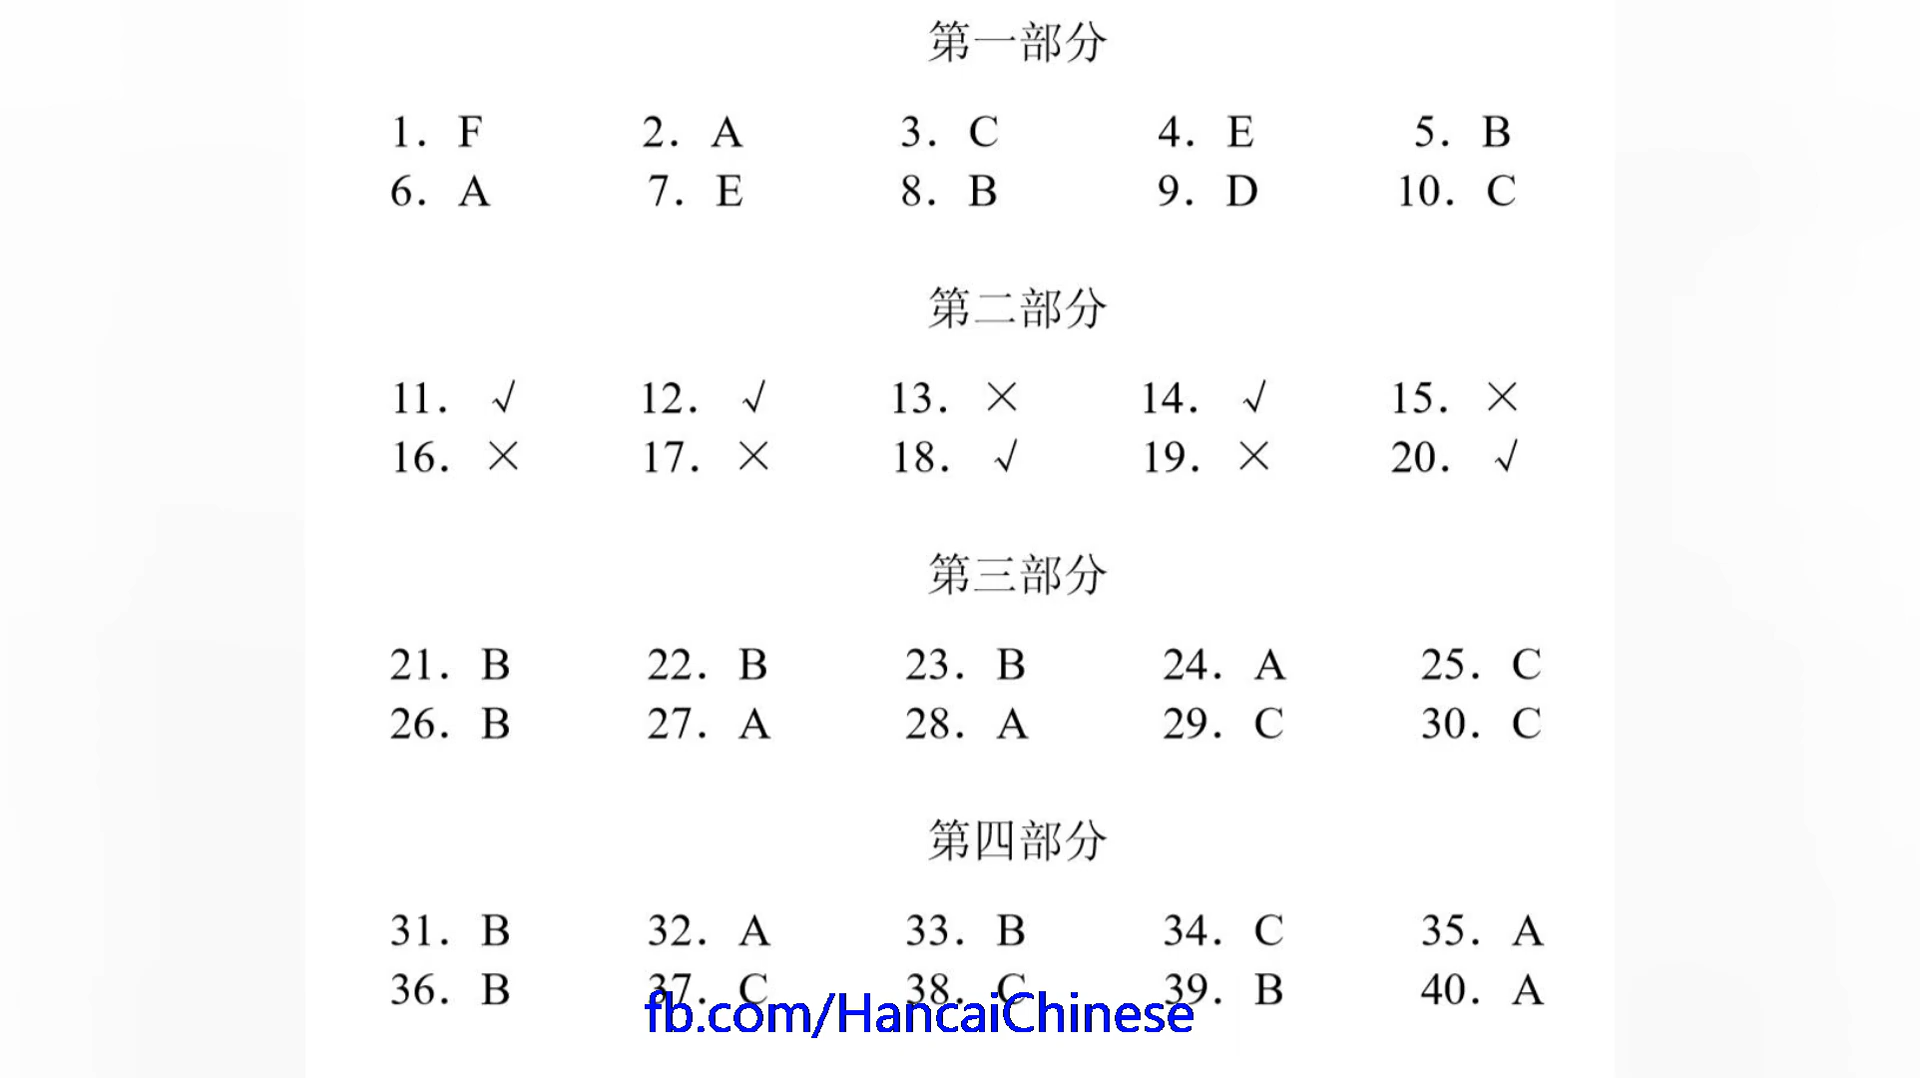 第一部分
1. F 2. A 3. C 4. E 5. B
6. A 7. E 8. B 9. D 10. C
第二部分
11. √ 12. √ 13. × 14. √ 15. ×
16. × 17. × 18. √ 19. × 20. √
第三部分
21. B 22. B 23. B 24. A 25. C
26. B 27. A 28. A 29. C 30. C
第四部分
31. B 32. A 33. B 34. C 35. A
36. B 37. C 38. C 39. B 40. A
fb.com/HancaiChinese